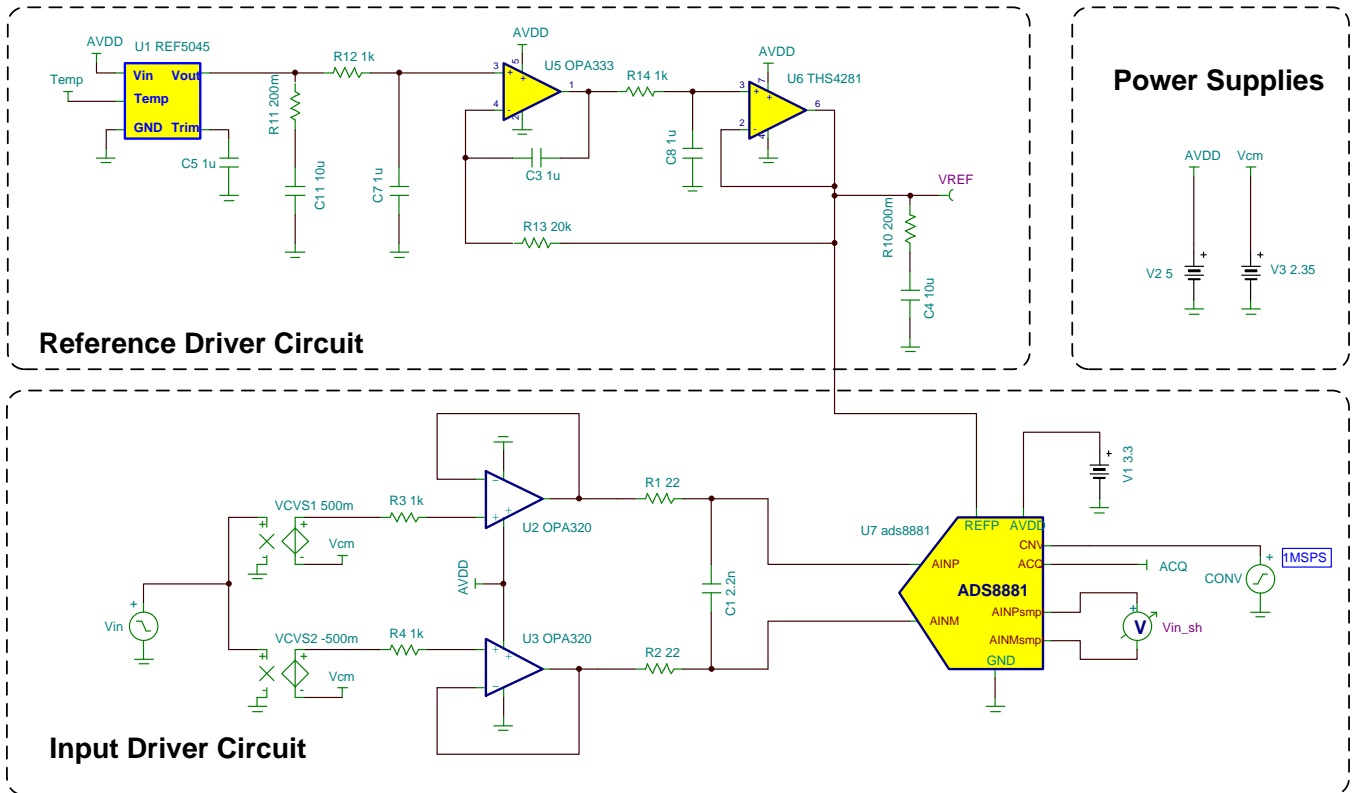 AVDD
U1 REF5045
Vin Vout
Temp
Temp
GND Trim
C5 1u
R11 200m
C11 10u
R12 1k
C7 1u
AVDD
U5 OPA333
3
4
5
2
1
C3 1u
R13 20k
R14 1k
C8 1u
AVDD
U6 THS4281
3
2
7
4
6
VREF
R10 200m
C4 10u
Reference Driver Circuit
Power Supplies
AVDD
Vcm
V2 5
V3 2.35
Vin
VCVS1 500m
Vcm
VCVS2 -500m
Vcm
R3 1k
R4 1k
U2 OPA320
AVDD
U3 OPA320
R1 22
R2 22
C1 2.2n
U7 ads8881
REFP AVDD
CNV
ACQ
AINP
ADS8881
AINPsmp
AINM
AINMsmp
GND
V1 3.3
ACQ
1MSPS
CONV
V
Vin_sh
Input Driver Circuit